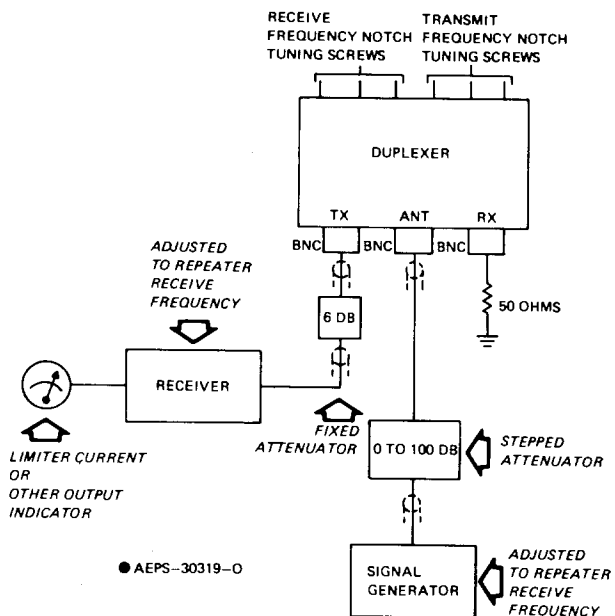 RECEIVE
FREQUENCY NOTCH
TUNING SCREWS
TRANSMIT
FREQUENCY NOTCH
TUNING SCREWS
DUPLEXER
TX
ANT
RX
BNC
BNC
BNC
ADJUSTED
TO REPEATER
RECEIVE
FREQUENCY
6 DB
50 OHMS
RECEIVER
FIXED
ATTENUATOR
0 TO 100 DB
STEPPED
ATTENUATOR
LIMITER CURRENT
OR
OTHER OUTPUT
INDICATOR
AEPS-30319-O
SIGNAL
GENERATOR
ADJUSTED
TO REPEATER
RECEIVE
FREQUENCY